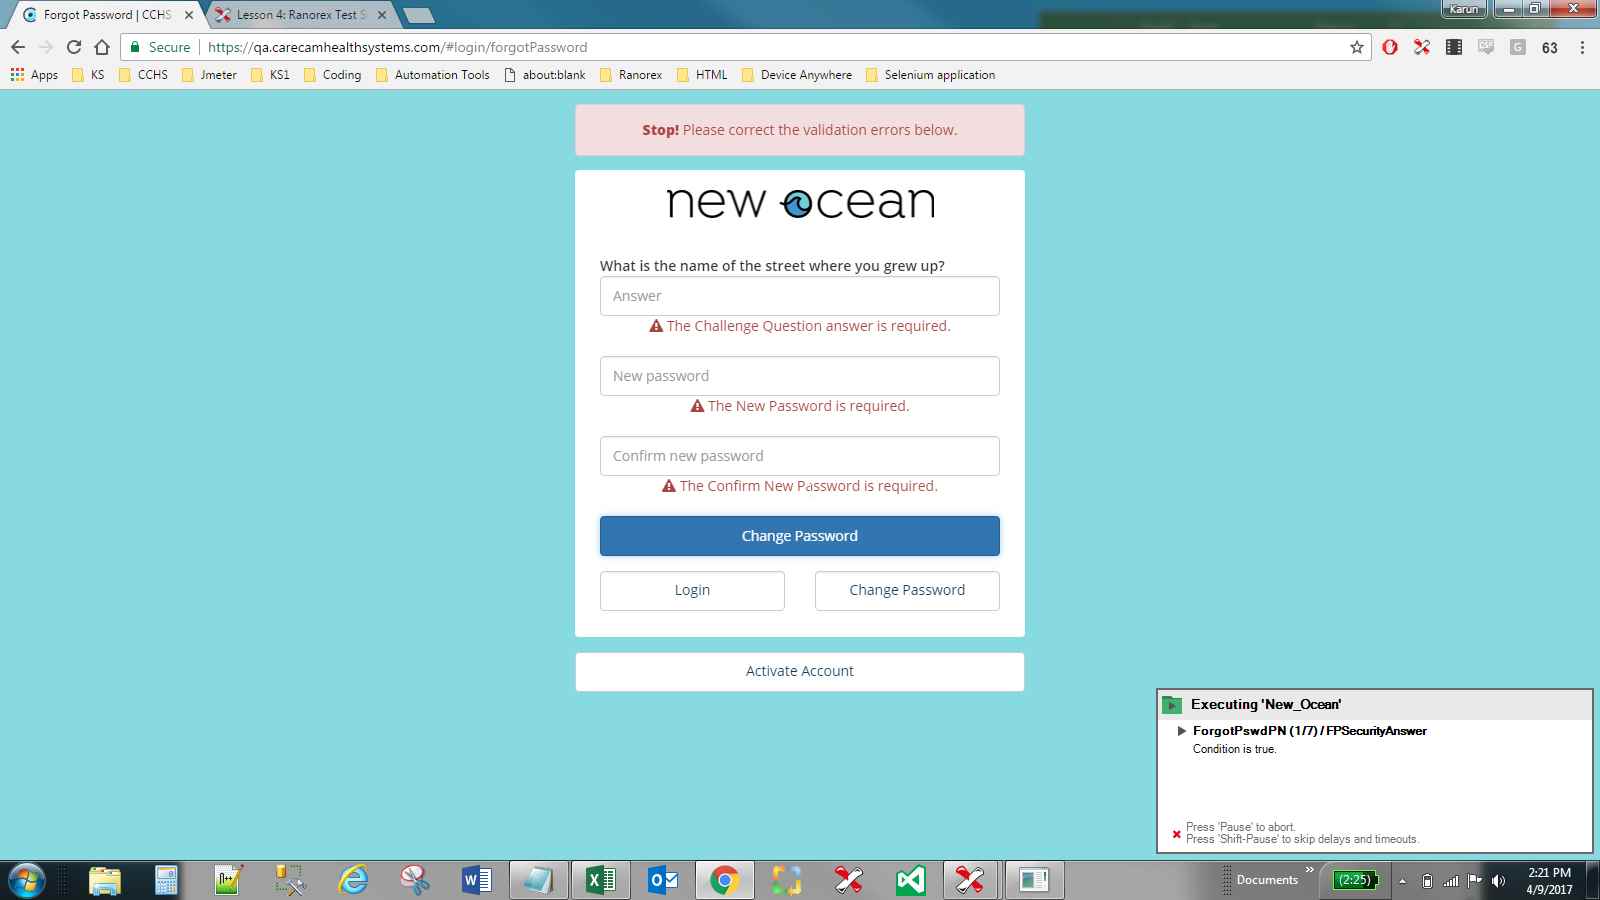 Forgot Password | CCHS
Lesson 4: Ranorex Test S
Karun
Secure
https://qa.carecamhealthsystems.com/#login/forgotPassword
CSP
G
63
Apps
KS
CCHS
Jmeter
KS1
Coding
Automation Tools
about:blank
Ranorex
HTML
Device Anywhere
Selenium application
Stop! Please correct the validation errors below.
new ocean
What is the name of the street where you grew up?
Answer
The Challenge Question answer is required.
New password
The New Password is required.
Confirm new password
The Confirm New Password is required.
Change Password
Login
Change Password
Activate Account
Executing 'New_Ocean'
ForgotPswdPN (1/7) / FPSecurityAnswer
Condition is true.
Press 'Pause' to abort.
Press 'Shift-Pause' to skip delays and timeouts.
Documents
(2:25)
2:21 PM
4/9/2017